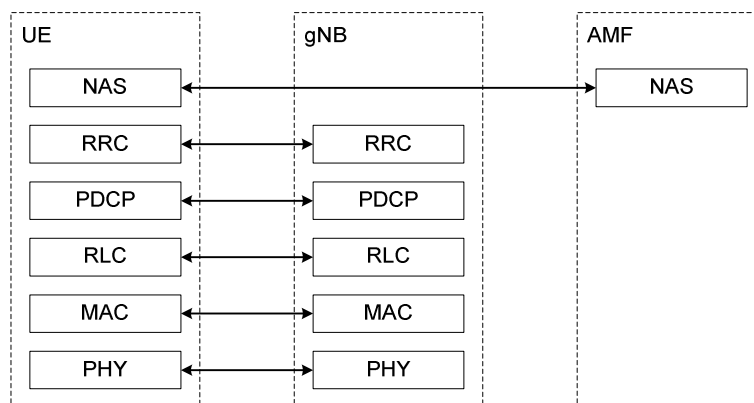 UE gNB AMF
NAS NAS
RRC RRC
PDCP PDCP
RLC RLC
MAC MAC
PHY PHY